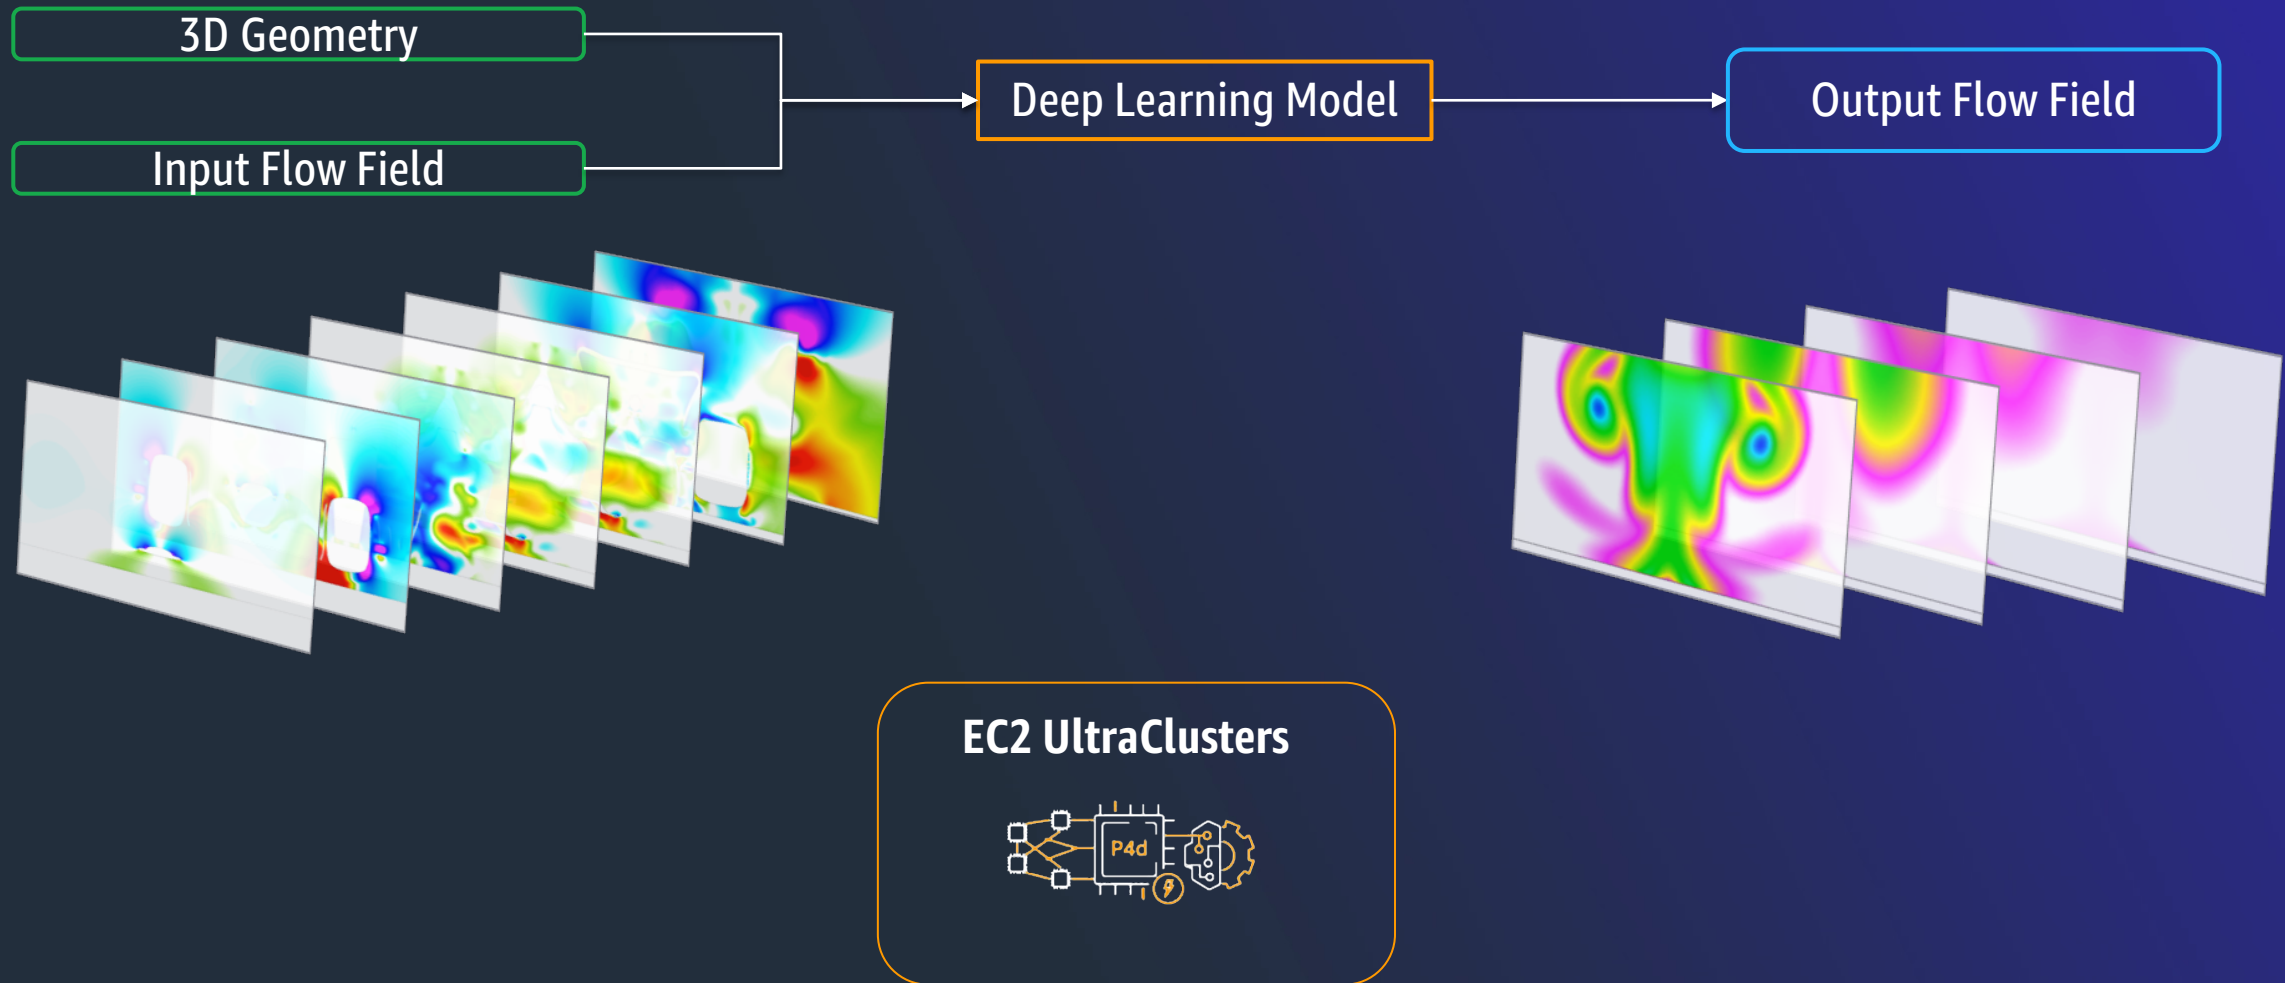 3D Geometry
Input Flow Field
Deep Learning Model
Output Flow Field
EC2 UltraClusters
P4d